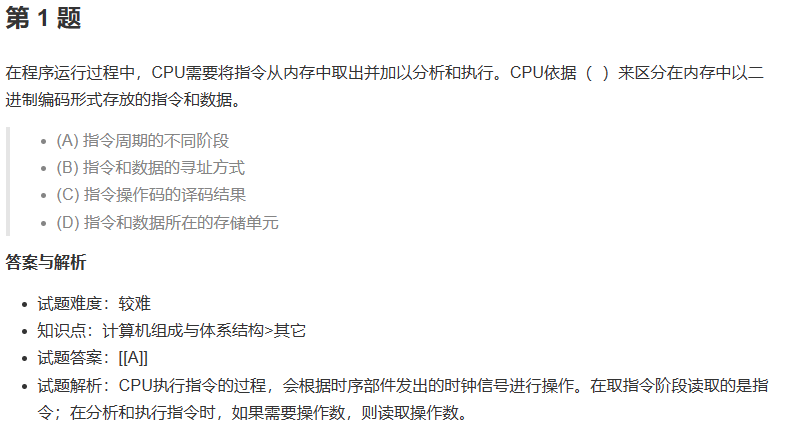 第 1 题
在程序运行过程中，CPU需要将指令从内存中取出并加以分析和执行。CPU依据（ ）来区分在内存中以二
进制编码形式存放的指令和数据。
• (A) 指令周期的不同阶段
• (B) 指令和数据的寻址方式
• (C) 指令操作码的译码结果
• (D) 指令和数据所在的存储单元
答案与解析
• 试题难度：较难
• 知识点：计算机组成与体系结构>其它
• 试题答案：[[A]]
• 试题解析：CPU执行指令的过程，会根据时序部件发出的时钟信号进行操作。在取指令阶段读取的是指
令；在分析和执行指令时，如果需要操作数，则读取操作数。